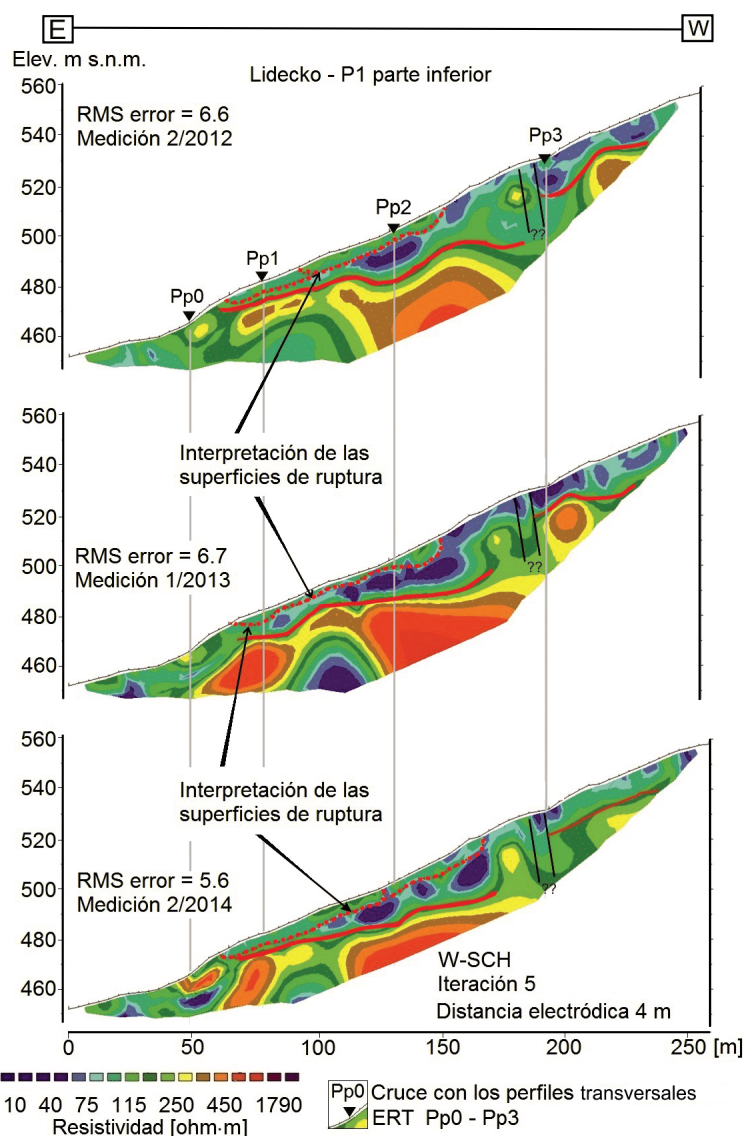 E W
Elev. m s.n.m.
Lidecko - P1 parte inferior
560
RMS error = 6.6
Medición 2/2012
540
Pp3
520
Pp2
500
Pp1
480
Pp0
460
??
Interpretación de las
superficies de ruptura
560
540
520
RMS error = 6.7
Medición 1/2013
500
480
460
??
Interpretación de las
superficies de ruptura
560
540
520
RMS error = 5.6
Medición 2/2014
500
480
460
??
W-SCH
Iteración 5
Distancia electródica 4 m
0 50 100 150 200 250 [m]
10 40 75 115 250 450 1790
Resistividad [ohm·m]
Pp0 Cruce con los perfiles transversales
ERT Pp0 - Pp3